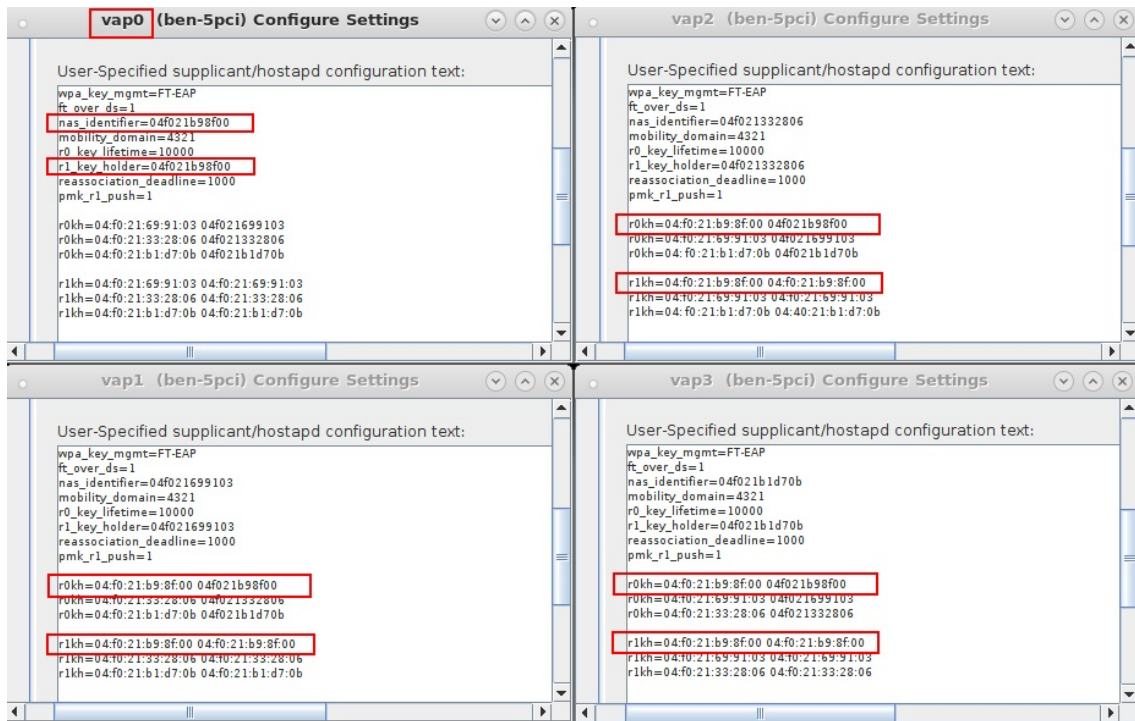 vap0 (ben-5pci) Configure Settings
User-Specified supplicant/hostapd configuration text:
wpa_key_mgmt=FT-EAP
ft_over_ds=1
nas_identifier=04f021b98f00
mobility_domain=4321
r0_key_lifetime=10000
r1_key_holder=04f021b98f00
reassociation_deadline=1000
pmk_r1_push=1
r0kh=04:f0:21:69:91:03 04f021699103
r0kh=04:f0:21:33:28:06 04f021332806
r0kh=04:f0:21:b1:d7:0b 04f021b1d70b
r1kh=04:f0:21:69:91:03 04:f0:21:69:91:03
r1kh=04:f0:21:33:28:06 04:f0:21:33:28:06
r1kh=04:f0:21:b1:d7:0b 04:f0:21:b1:d7:0b
vap2 (ben-5pci) Configure Settings
User-Specified supplicant/hostapd configuration text:
wpa_key_mgmt=FT-EAP
ft_over_ds=1
nas_identifier=04f021332806
mobility_domain=4321
r0_key_lifetime=10000
r1_key_holder=04f021332806
reassociation_deadline=1000
pmk_r1_push=1
r0kh=04:f0:21:b9:8f:00 04f021b98f00
r0kh=04:f0:21:69:91:03 04f021699103
r0kh=04:f0:21:b1:d7:0b 04f021b1d70b
r1kh=04:f0:21:b9:8f:00 04:f0:21:b9:8f:00
r1kh=04:f0:21:69:91:03 04:f0:21:69:91:03
r1kh=04:f0:21:b1:d7:0b 04:40:21:b1:d7:0b
vap1 (ben-5pci) Configure Settings
User-Specified supplicant/hostapd configuration text:
wpa_key_mgmt=FT-EAP
ft_over_ds=1
nas_identifier=04f021699103
mobility_domain=4321
r0_key_lifetime=10000
r1_key_holder=04f021699103
reassociation_deadline=1000
pmk_r1_push=1
r0kh=04:f0:21:b9:8f:00 04f021b98f00
r0kh=04:f0:21:33:28:06 04f021332806
r0kh=04:f0:21:b1:d7:0b 04f021b1d70b
r1kh=04:f0:21:b9:8f:00 04:f0:21:b9:8f:00
r1kh=04:f0:21:33:28:06 04:f0:21:33:28:06
r1kh=04:f0:21:b1:d7:0b 04:f0:21:b1:d7:0b
vap3 (ben-5pci) Configure Settings
User-Specified supplicant/hostapd configuration text:
wpa_key_mgmt=FT-EAP
ft_over_ds=1
nas_identifier=04f021b1d70b
mobility_domain=4321
r0_key_lifetime=10000
r1_key_holder=04f021b1d70b
reassociation_deadline=1000
pmk_r1_push=1
r0kh=04:f0:21:b9:8f:00 04f021b98f00
r0kh=04:f0:21:69:91:03 04f021699103
r0kh=04:f0:21:33:28:06 04f021332806
r1kh=04:f0:21:b9:8f:00 04:f0:21:b9:8f:00
r1kh=04:f0:21:69:91:03 04:f0:21:69:91:03
r1kh=04:f0:21:33:28:06 04:f0:21:33:28:06